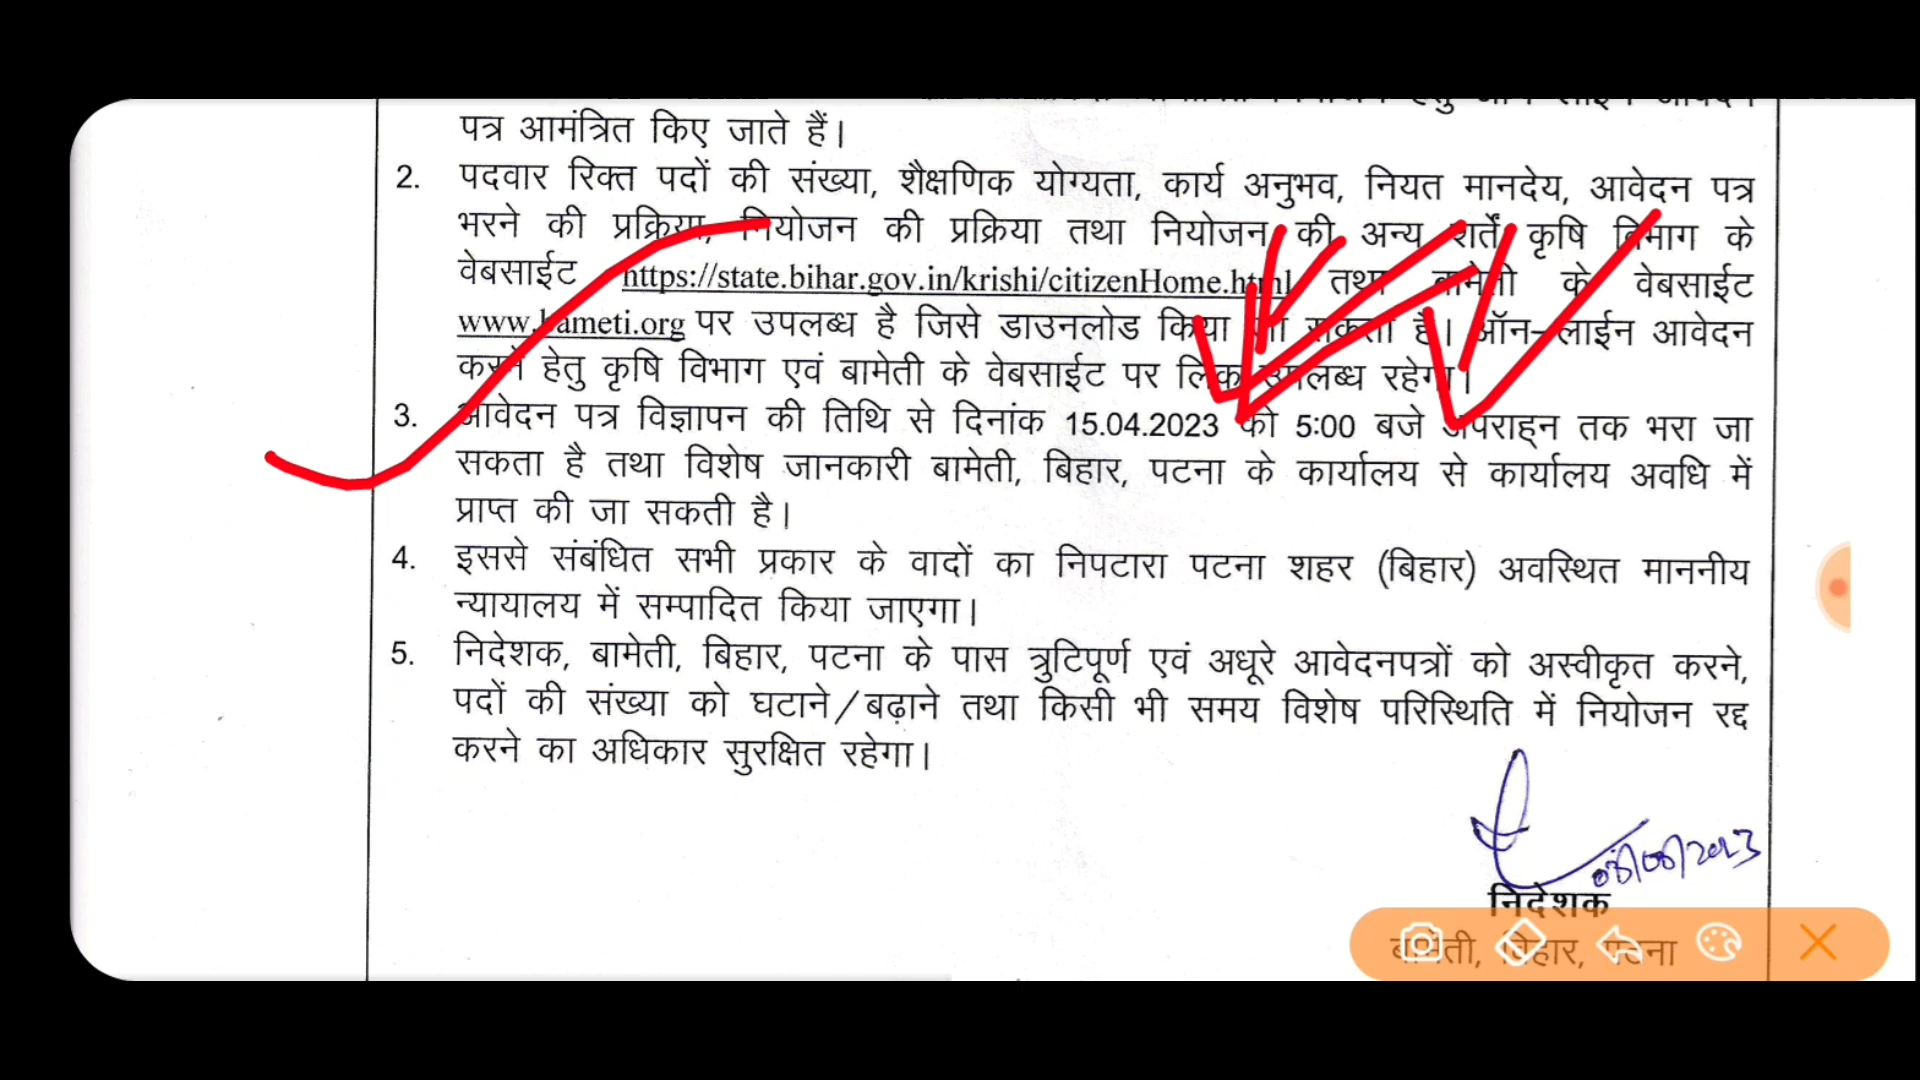 पत्र आमंत्रित किए जाते हैं।
2. पदवार रिक्त पदों की संख्या, शैक्षणिक योग्यता, कार्य अनुभव, नियत मानदेय, आवेदन पत्र
भरने की प्रक्रिया, नियोजन की प्रक्रिया तथा नियोजन की अन्य शर्तें कृषि विभाग के
वेबसाईट https://state.bihar.gov.in/krishi/citizenHome.html तथा बामेती के वेबसाईट
www.bameti.org पर उपलब्ध है जिसे डाउनलोड किया जा सकता है। ऑन-लाईन आवेदन
करने हेतु कृषि विभाग एवं बामेती के वेबसाईट पर लिंक उपलब्ध रहेगा।
3. आवेदन पत्र विज्ञापन की तिथि से दिनांक 15.04.2023 को 5:00 बजे अपराह्न तक भरा जा
सकता है तथा विशेष जानकारी बामेती, बिहार, पटना के कार्यालय से कार्यालय अवधि में
प्राप्त की जा सकती है।
4. इससे संबंधित सभी प्रकार के वादों का निपटारा पटना शहर (बिहार) अवस्थित माननीय
न्यायालय में सम्पादित किया जाएगा।
5. निदेशक, बामेती, बिहार, पटना के पास त्रुटिपूर्ण एवं अधूरे आवेदनपत्रों को अस्वीकृत करने,
पदों की संख्या को घटाने/बढ़ाने तथा किसी भी समय विशेष परिस्थिति में नियोजन रद्द
करने का अधिकार सुरक्षित रहेगा।
निदेशक
बामेती, बिहार, पटना